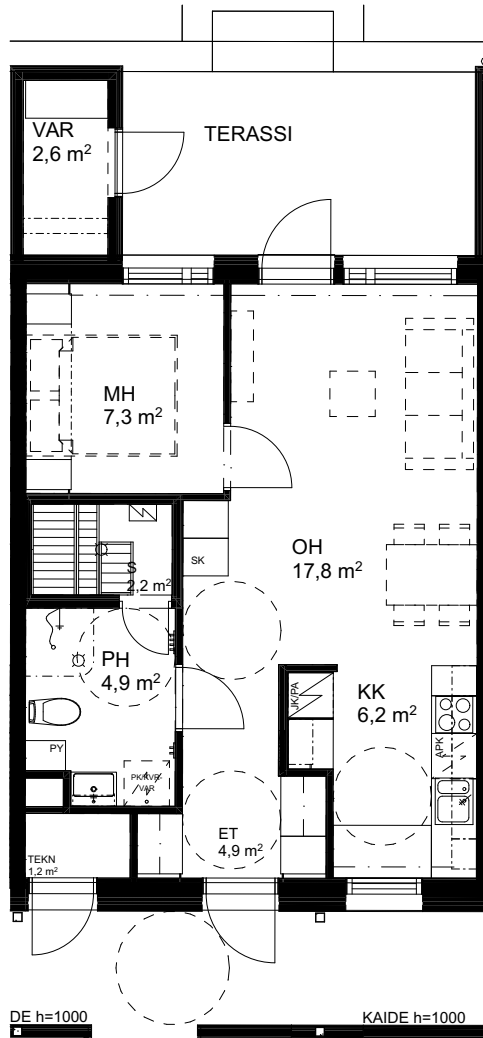 VAR
2,6 m²
TERASSI
MH
7,3 m²
SK
OH
17,8 m²
S
2,2 m²
PH
4,9 m²
JK/PA
KK
6,2 m²
APK
PY
PK/KVR-
VAR
ET
4,9 m²
TEKN
1,2 m²
DE h=1000
KAIDE h=1000